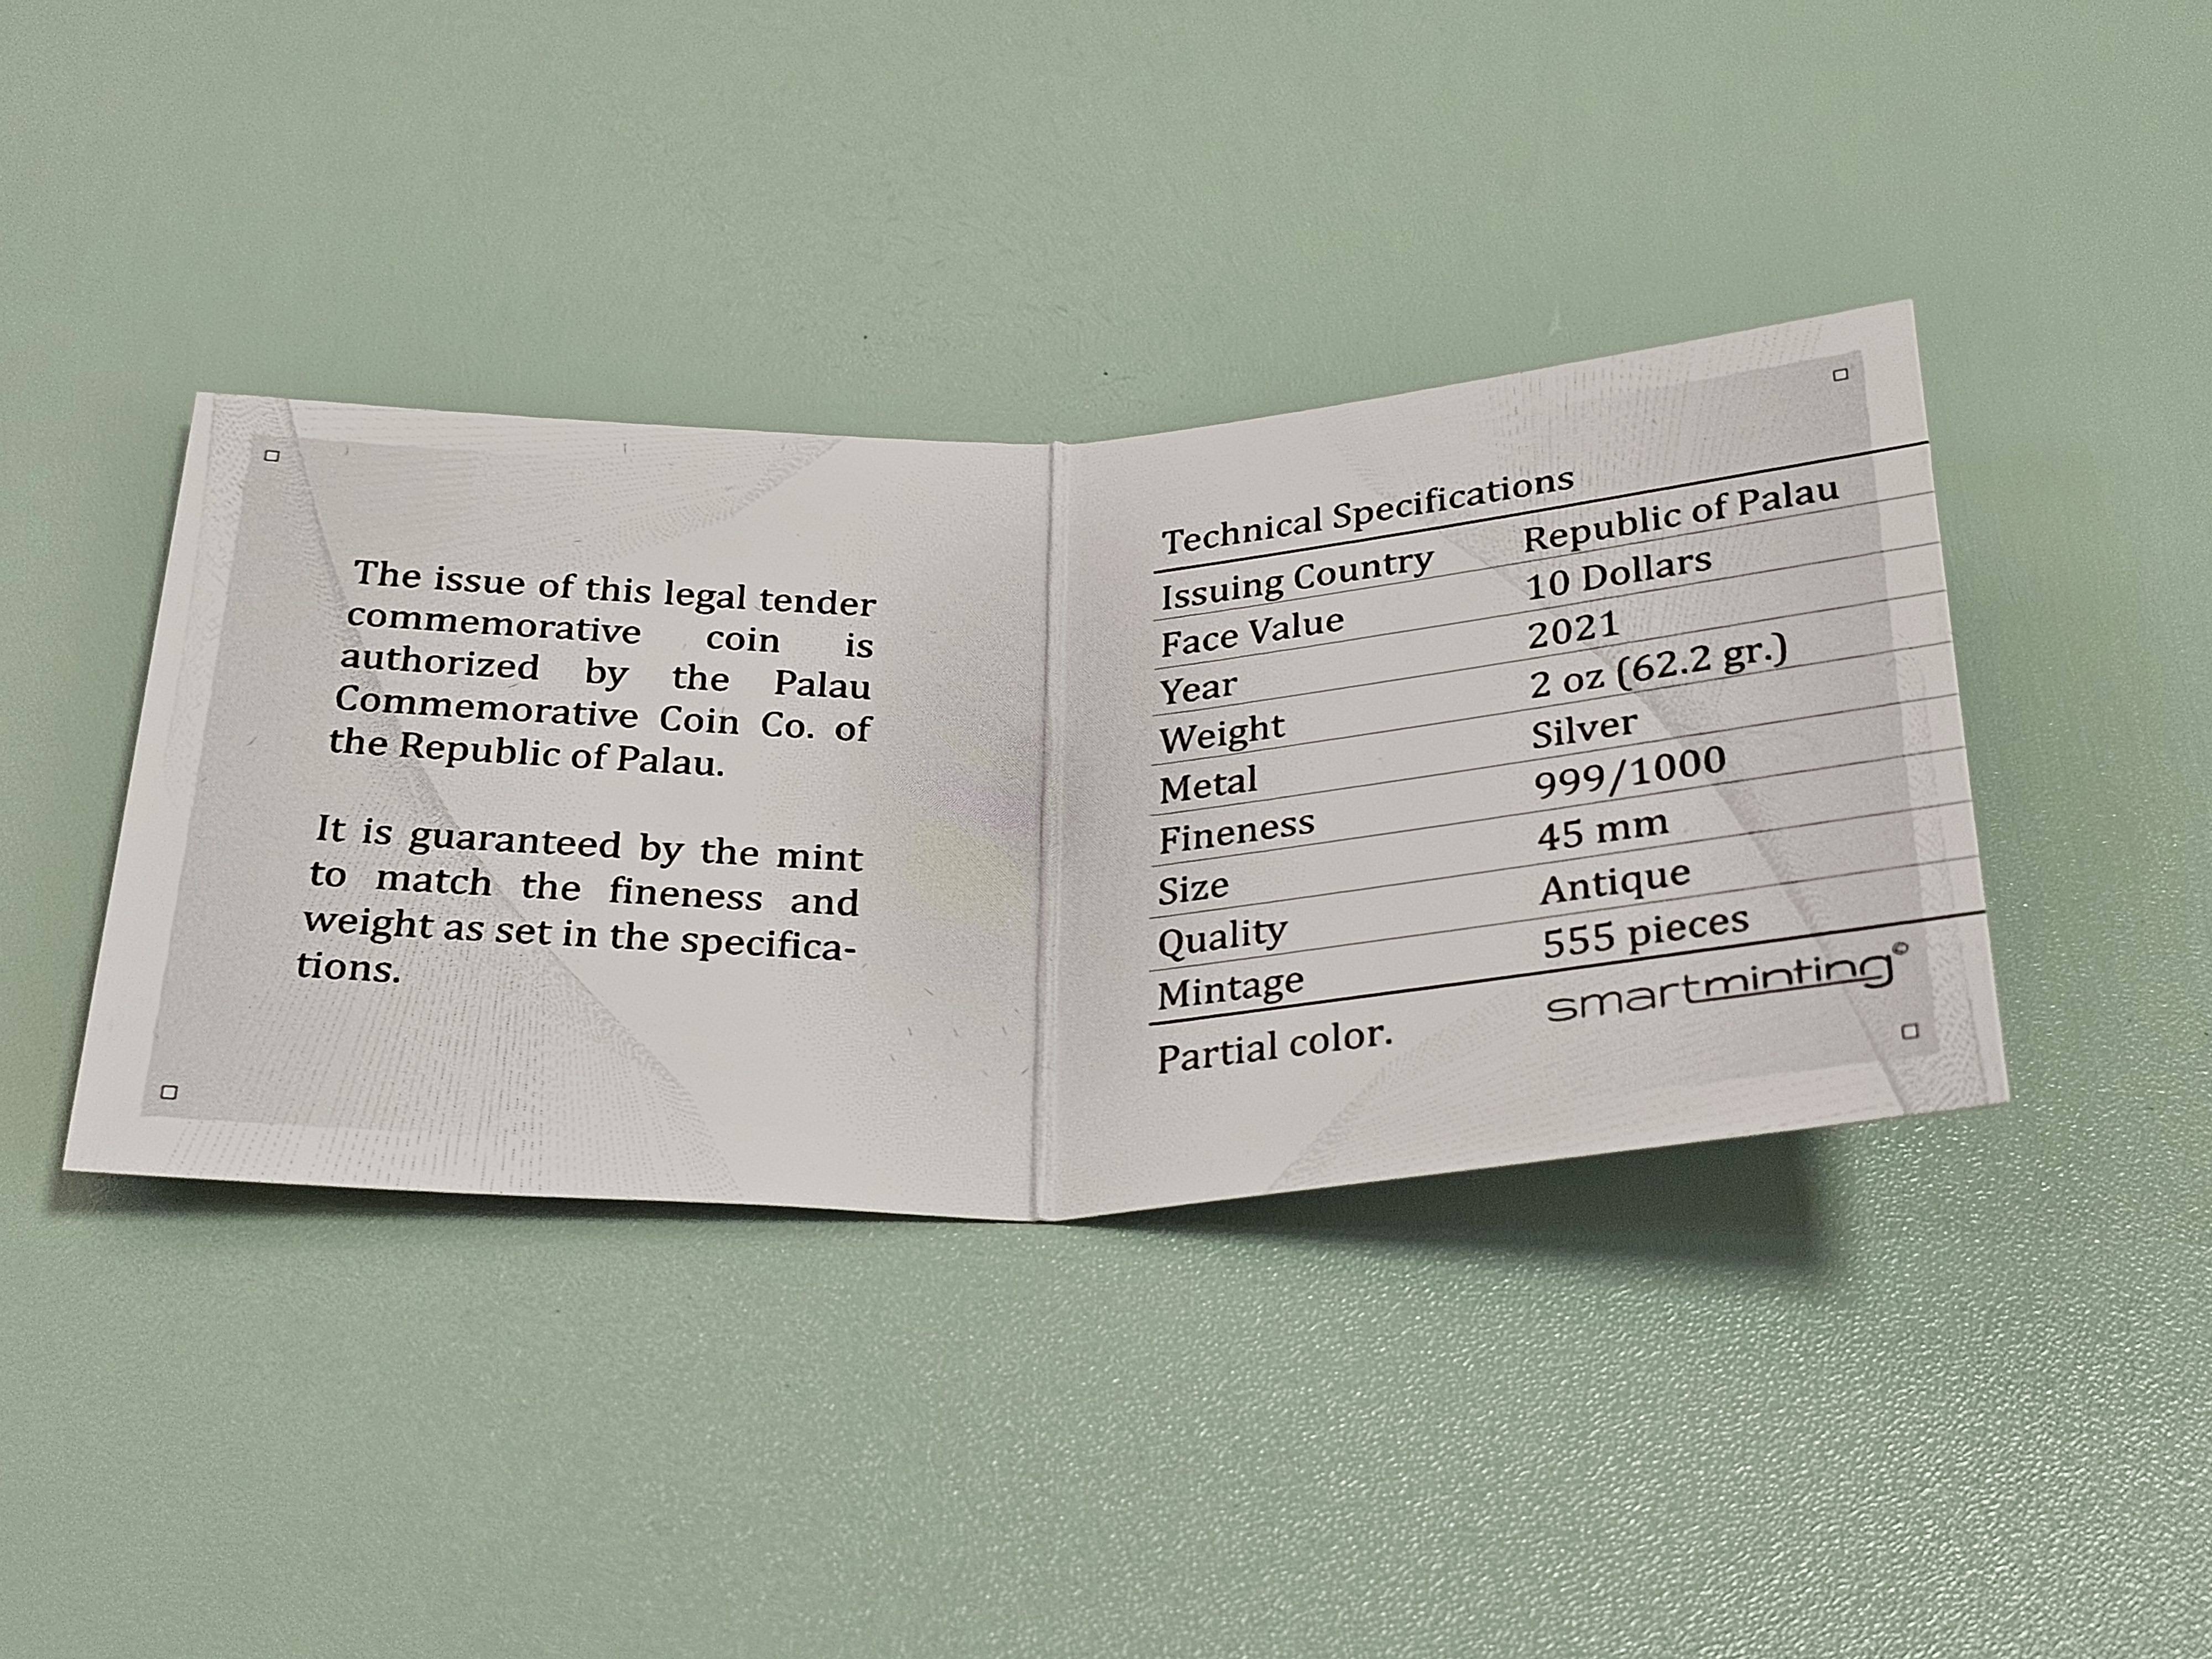 The issue of this legal tender
commemorative coin is
authorized by the Palau
Commemorative Coin Co. of
the Republic of Palau.
It is guaranteed by the mint
to match the fineness and
weight as set in the specifica-
tions.
Technical Specifications
Issuing Country Republic of Palau
Face Value 10 Dollars
Year 2021
Weight 2 oz (62.2 gr.)
Metal Silver
Fineness 999/1000
Size 45 mm
Quality Antique
Mintage 555 pieces
Partial color. smartminting©